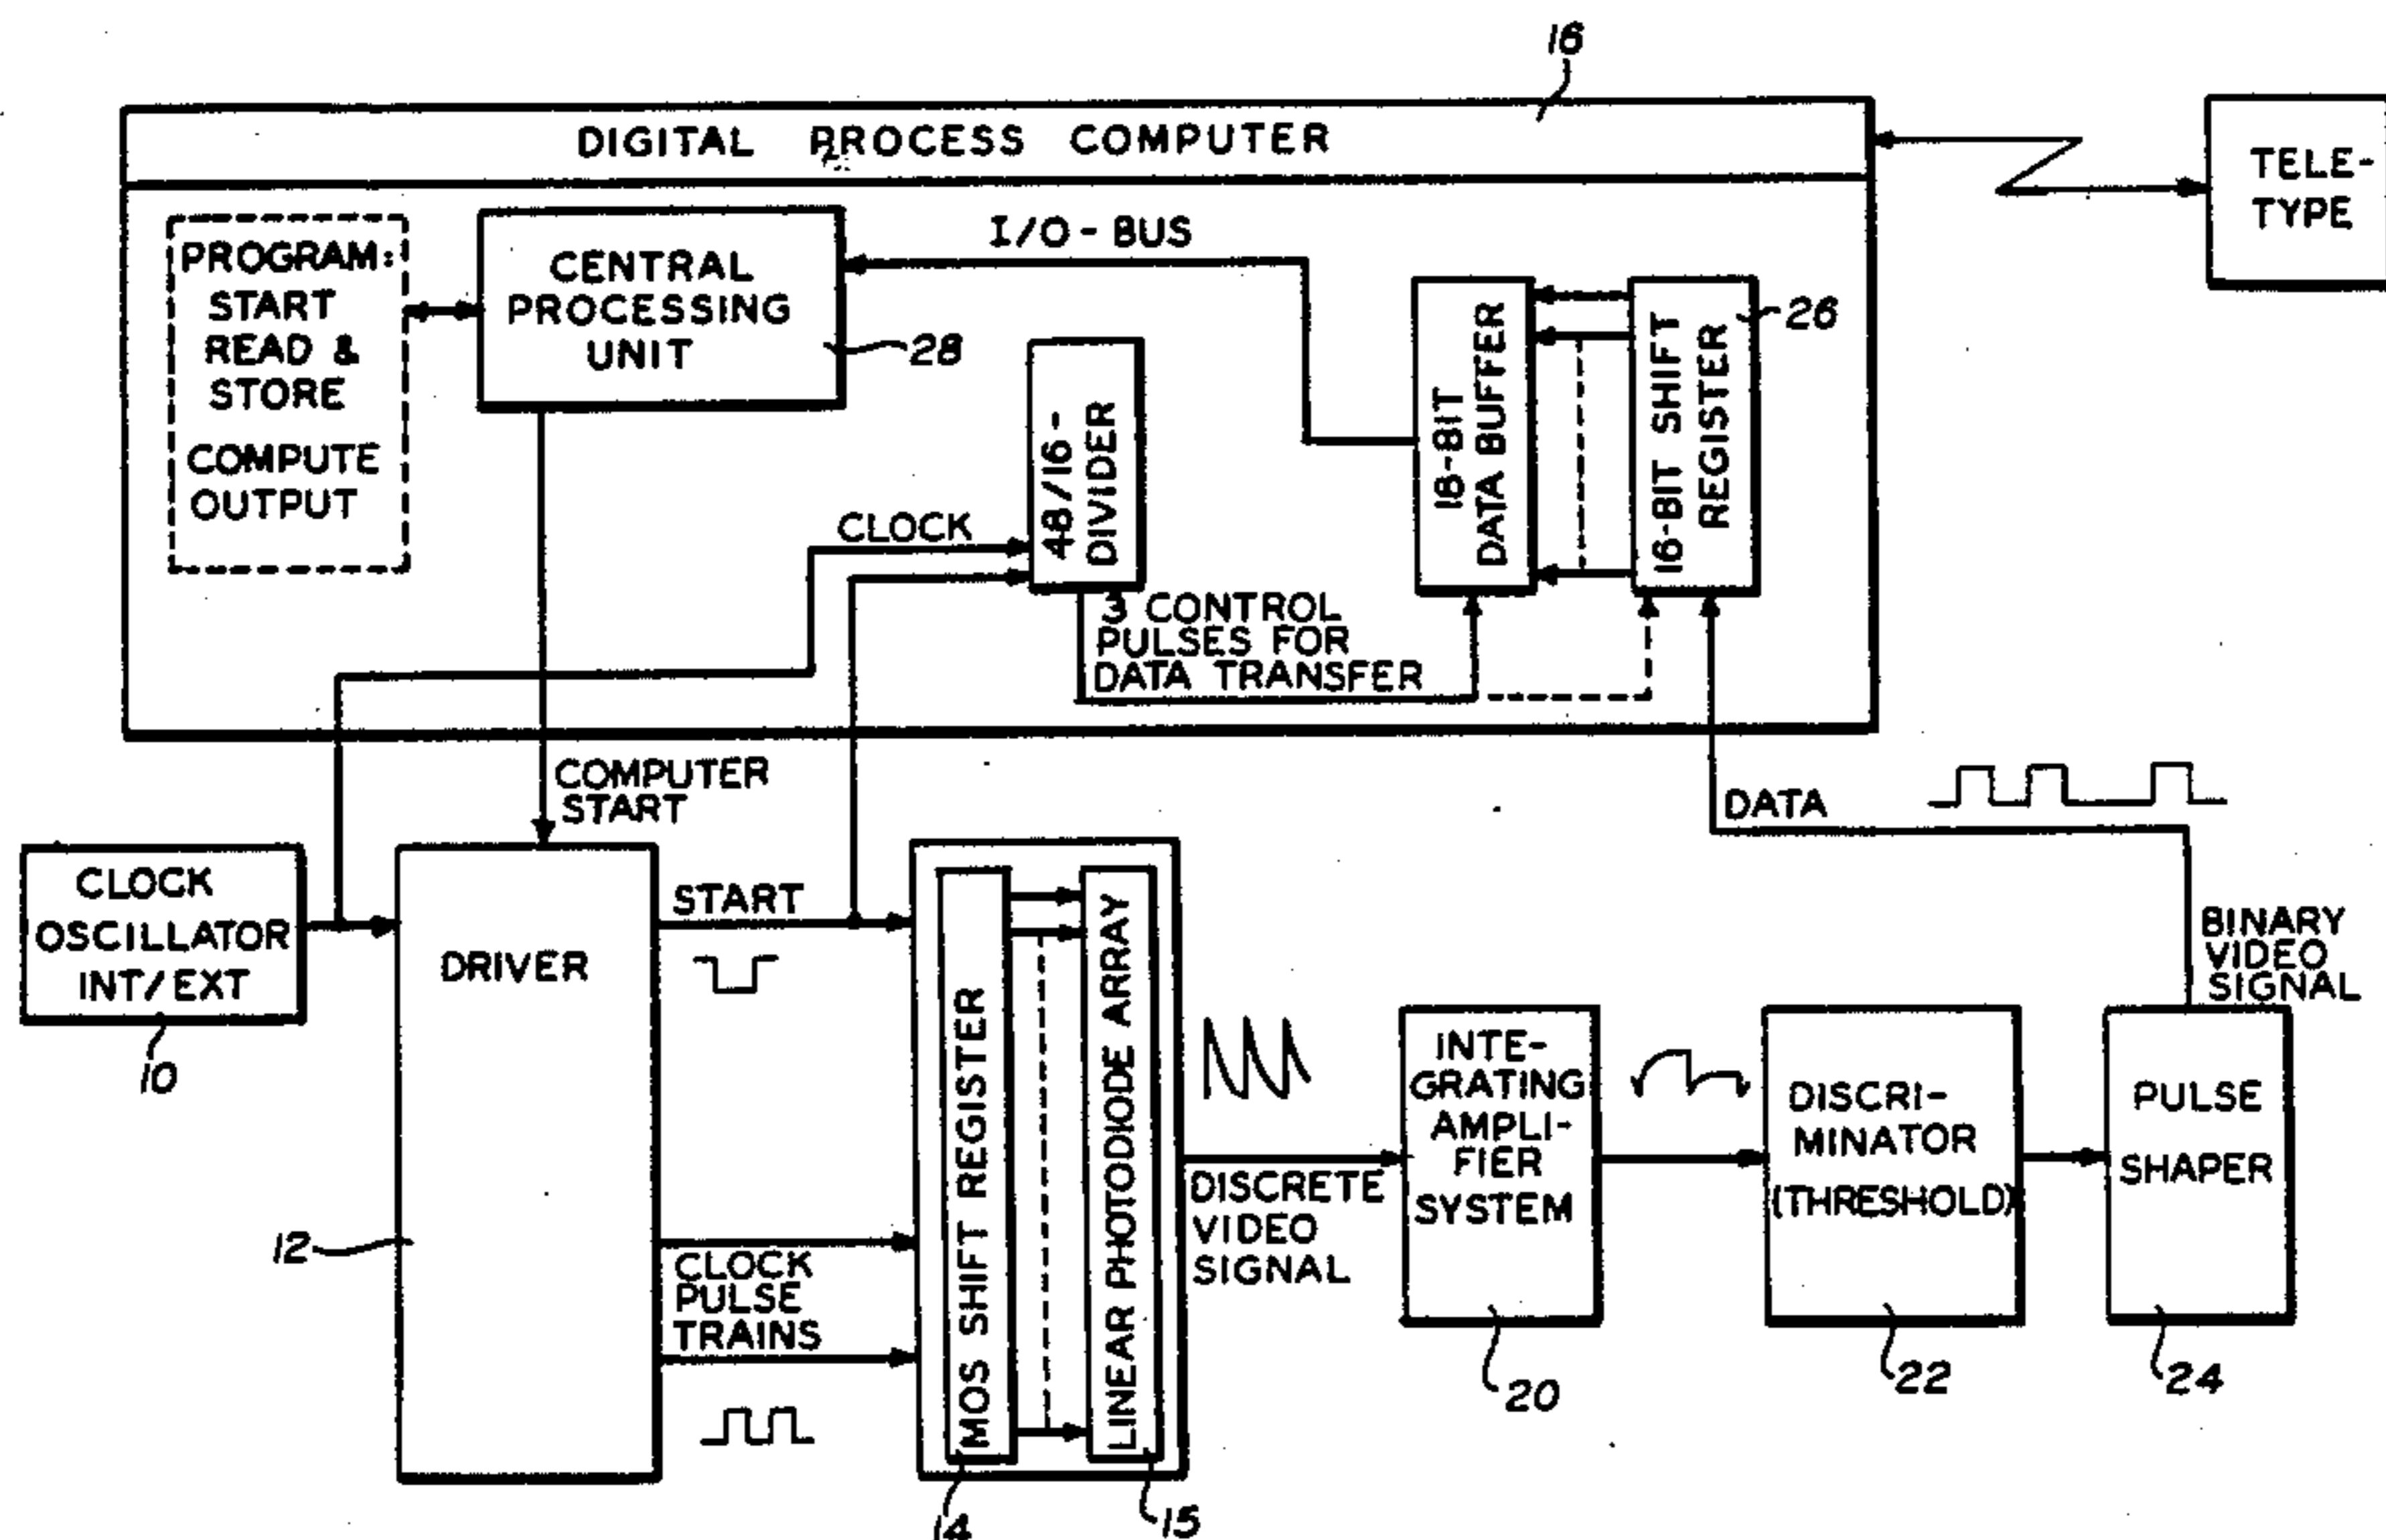 16
DIGITAL PROCESS COMPUTER
TELE-
TYPE
PROGRAM:
START
READ &
STORE
COMPUTE
OUTPUT
CENTRAL
PROCESSING
UNIT
28
I/O-BUS
CLOCK
48/16-
DIVIDER
3 CONTROL
PULSES FOR
DATA TRANSFER
18-BIT
DATA BUFFER
16-BIT SHIFT
REGISTER
26
COMPUTER
START
DATA
BINARY
VIDEO
SIGNAL
CLOCK
OSCILLATOR
INT/EXT
10
DRIVER
12
START
CLOCK
PULSE
TRAINS
MOS SHIFT REGISTER
14
LINEAR PHOTODIODE ARRAY
15
DISCRETE
VIDEO
SIGNAL
INTE-
GRATING
AMPLI-
FIER
SYSTEM
20
DISCRI-
MINATOR
(THRESHOLD)
22
PULSE
SHAPER
24